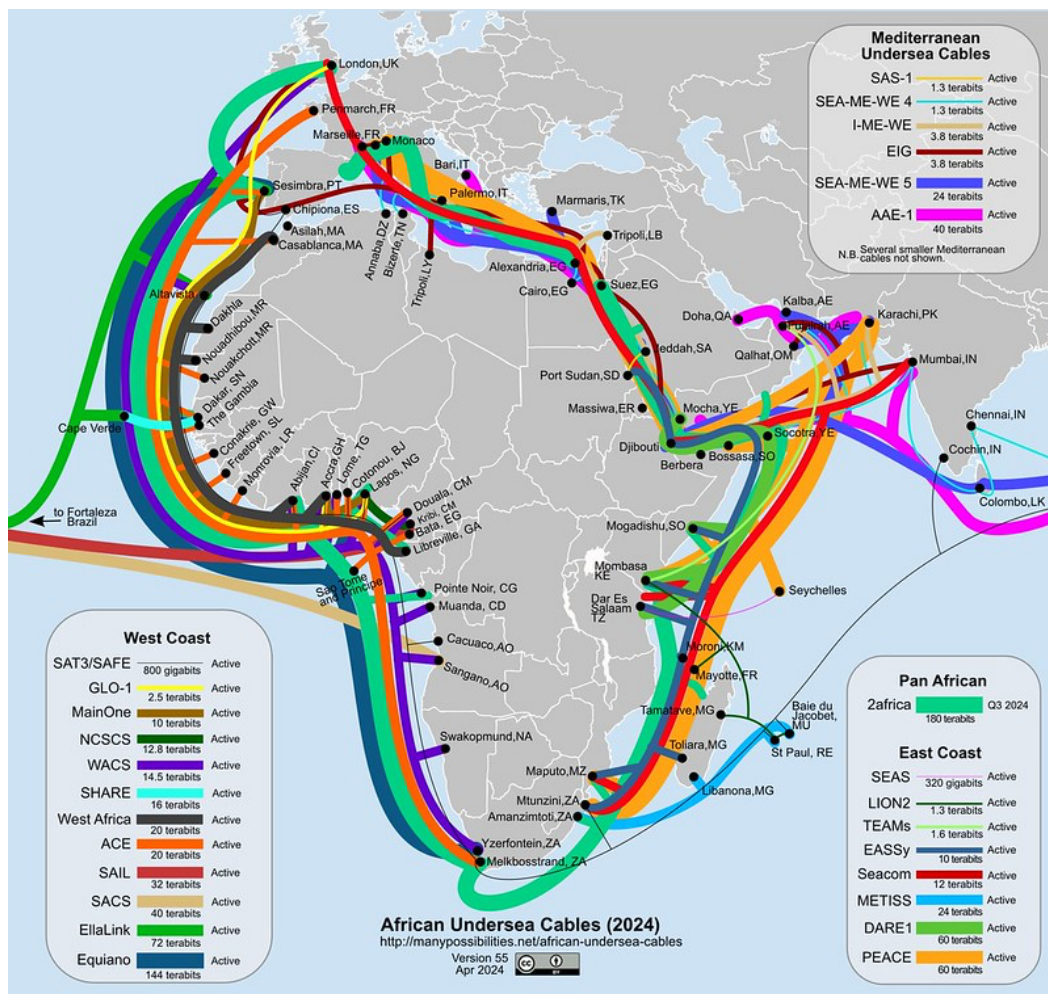 London,UK
Penmarch,FR
Marseille,FR
Monaco
Bari,IT
Sesimbra,PT
Palermo,IT
Marmaris,TK
Chipiona,ES
Asilah,MA
Casablanca,MA
Annaba,DZ
Bizerte,TN
Tripoli,LY
Tripoli,LB
Alexandria,EG
Cairo,EG
Suez,EG
Altavista
Dakhla
Nouadhibou,MR
Nouakchott,MR
Dakar, SN
The Gambia
Cape Verde
Conakrie, GW
Freetown, SL
Monrovia, LR
Abijan,CI
Accra,GH
Lome, TG
Cotonou, BJ
Lagos, NG
Douala, CM
Kribi, CM
Bata, EG
Libreville, GA
Sao Tome
and Principe
Pointe Noir, CG
Muanda, CD
Cacuaco,AO
Sangano,AO
Swakopmund,NA
Yzerfontein,ZA
Melkbosstrand, ZA
to Fortaleza
Brazil
Doha,QA
Kalba,AE
Fujirah,AE
Qalhat,OM
Karachi,PK
Mumbai,IN
Chennai,IN
Cochin,IN
Colombo,LK
Jeddah,SA
Port Sudan,SD
Massiwa,ER
Mocha,YE
Djibouti
Berbera
Bossasa,SO
Socotra,YE
Mogadishu,SO
Mombasa
KE
Dar Es
Salaam
TZ
Seychelles
Moroni,KM
Mayotte,FR
Tamatave,MG
Baie du
Jacobet,
MU
St Paul, RE
Toliara,MG
Libanona,MG
Maputo,MZ
Mtunzini,ZA
Amanzimtoti, ZA
Mediterranean
Undersea Cables
SAS-1 Active
1.3 terabits
SEA-ME-WE 4 Active
1.3 terabits
I-ME-WE Active
3.8 terabits
EIG Active
3.8 terabits
SEA-ME-WE 5 Active
24 terabits
AAE-1 Active
40 terabits
N.B. Several smaller Mediterranean
cables not shown.
West Coast
SAT3/SAFE Active
800 gigabits
GLO-1 Active
2.5 terabits
MainOne Active
10 terabits
NCSCS Active
12.8 terabits
WACS Active
14.5 terabits
SHARE Active
16 terabits
West Africa Active
20 terabits
ACE Active
20 terabits
SAIL Active
32 terabits
SACS Active
40 terabits
EllaLink Active
72 terabits
Equiano Active
144 terabits
Pan African
2africa Q3 2024
180 terabits
East Coast
SEAS Active
320 gigabits
LION2 Active
1.3 terabits
TEAMs Active
1.6 terabits
EASSy Active
10 terabits
Seacom Active
12 terabits
METISS Active
24 terabits
DARE1 Active
60 terabits
PEACE Active
60 terabits
African Undersea Cables (2024)
http://manypossibilities.net/african-undersea-cables
Version 55
Apr 2024
cc
BY